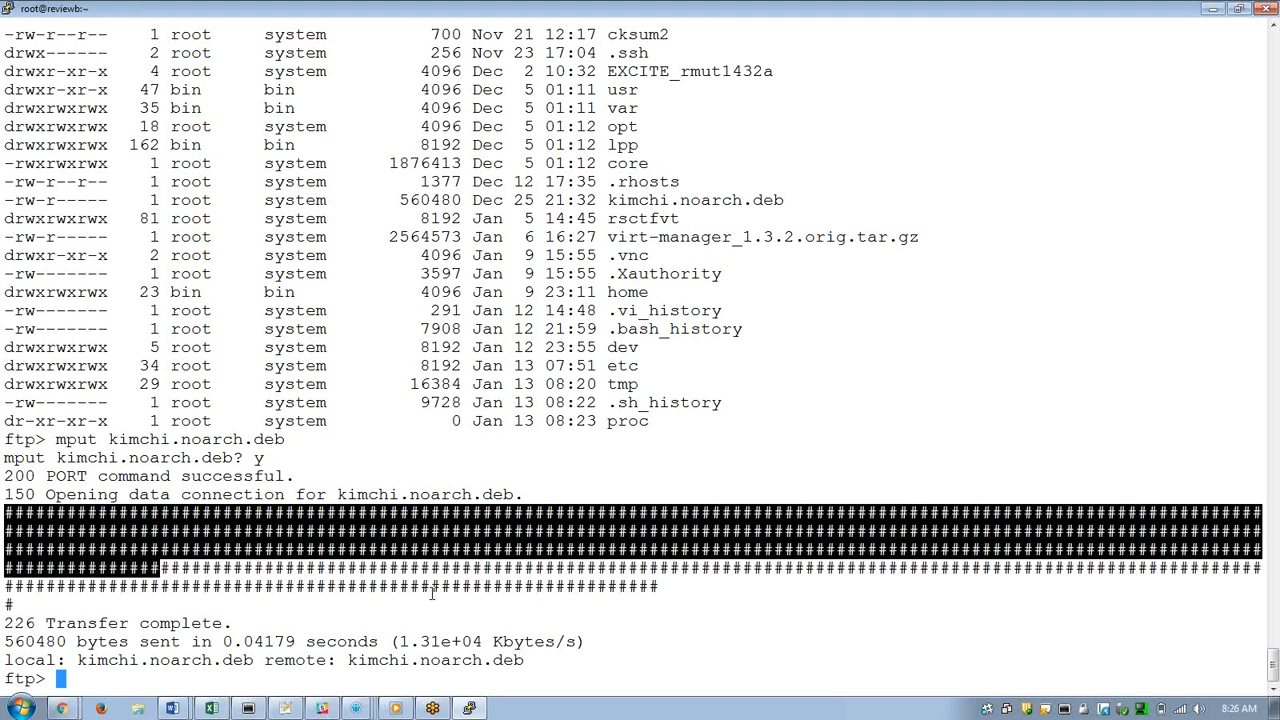 root@reviewb:~
-rw-r--r-- 1 root system 700 Nov 21 12:17 cksum2
drwx------ 2 root system 256 Nov 23 17:04 .ssh
drwxr-xr-x 4 root system 4096 Dec 2 10:32 EXCITE_rmut1432a
drwxr-xr-x 47 bin bin 4096 Dec 5 01:11 usr
drwxrwxrwx 35 bin bin 4096 Dec 5 01:11 var
drwxrwxrwx 18 root system 4096 Dec 5 01:12 opt
drwxrwxrwx 162 bin bin 8192 Dec 5 01:12 lpp
-rwxrwxrwx 1 root system 1876413 Dec 5 01:12 core
-rw-r--r-- 1 root system 1377 Dec 12 17:35 .rhosts
-rw-r----- 1 root system 560480 Dec 25 21:32 kimchi.noarch.deb
drwxrwxrwx 81 root system 8192 Jan 5 14:45 rsctfvt
-rw-r----- 1 root system 2564573 Jan 6 16:27 virt-manager_1.3.2.orig.tar.gz
drwxr-xr-x 2 root system 4096 Jan 9 15:55 .vnc
-rw------- 1 root system 3597 Jan 9 15:55 .Xauthority
drwxrwxrwx 23 bin bin 4096 Jan 9 23:11 home
-rw------- 1 root system 291 Jan 12 14:48 .vi_history
-rw------- 1 root system 7908 Jan 12 21:59 .bash_history
drwxrwxrwx 5 root system 8192 Jan 12 23:55 dev
drwxrwxrwx 34 root system 8192 Jan 13 07:51 etc
drwxrwxrwx 29 root system 16384 Jan 13 08:20 tmp
-rw------- 1 root system 9728 Jan 13 08:22 .sh_history
dr-xr-xr-x 1 root system 0 Jan 13 08:23 proc
ftp> mput kimchi.noarch.deb
mput kimchi.noarch.deb? y
200 PORT command successful.
150 Opening data connection for kimchi.noarch.deb.
#########################################################################################################################
#########################################################################################################################
#########################################################################################################################
#########################################################################################################################
###############################################################
#
226 Transfer complete.
560480 bytes sent in 0.04179 seconds (1.31e+04 Kbytes/s)
local: kimchi.noarch.deb remote: kimchi.noarch.deb
ftp>
8:26 AM